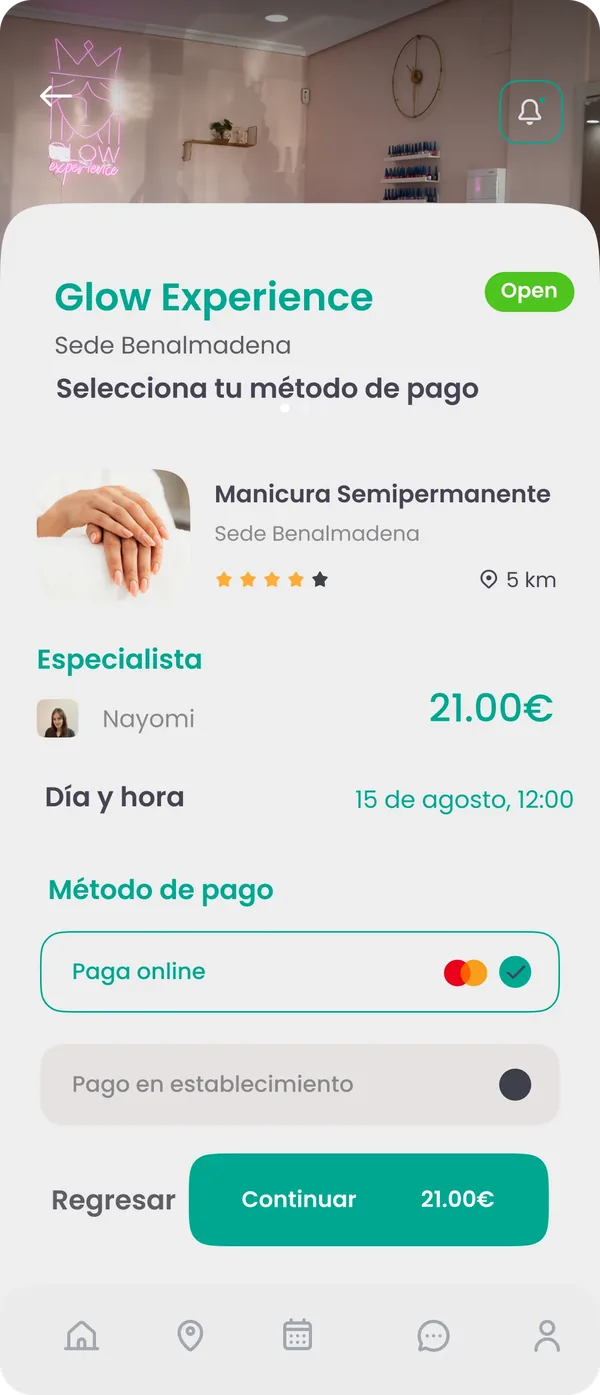 GLOW
experience
Glow Experience
Open
Sede Benalmadena
Selecciona tu método de pago
Manicura Semipermanente
Sede Benalmadena
5 km
Especialista
Nayomi
21.00€
Día y hora
15 de agosto, 12:00
Método de pago
Paga online
Pago en establecimiento
Regresar
Continuar 21.00€